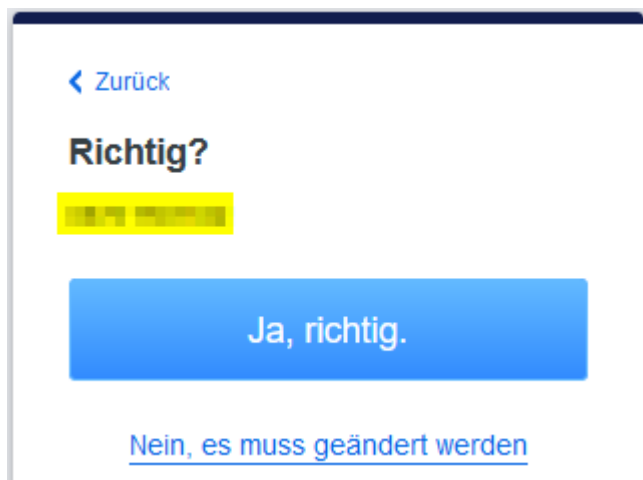 Zurück
Richtig?
Ja, richtig.
Nein, es muss geändert werden